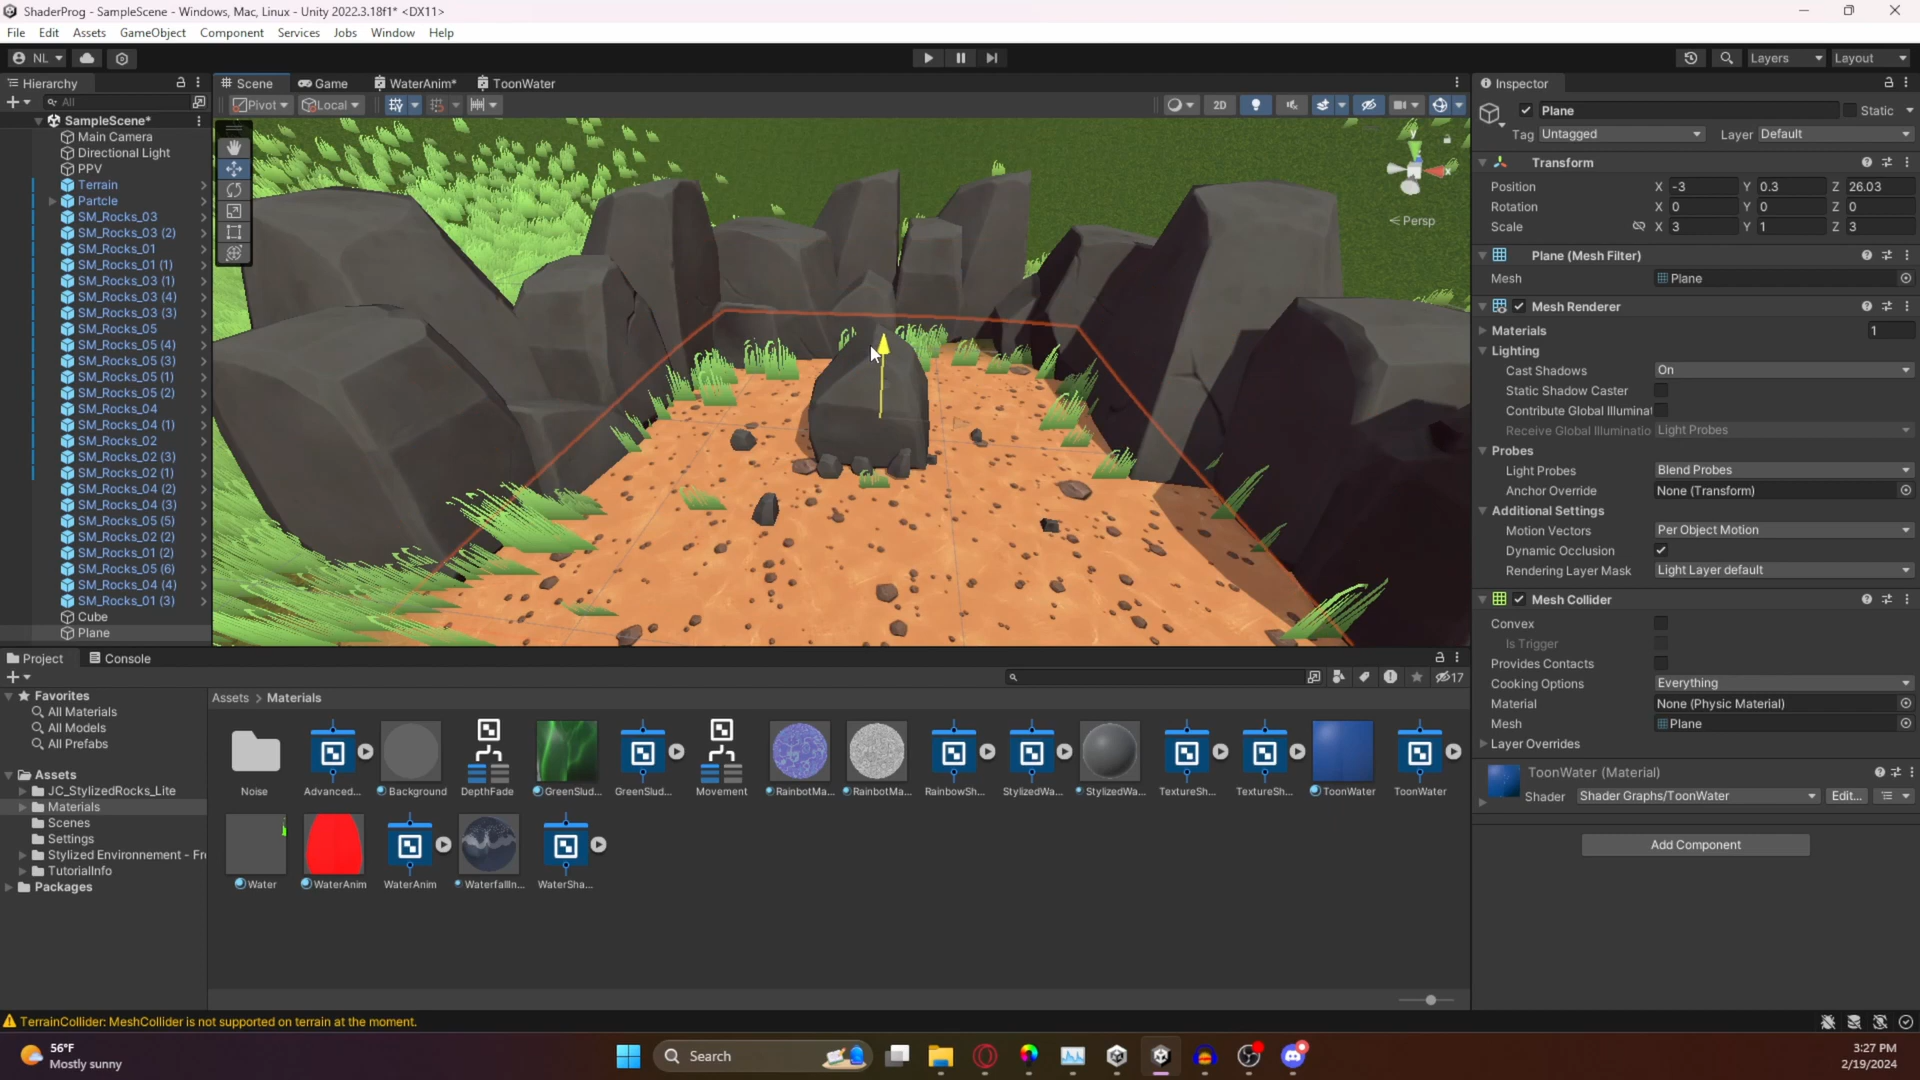 ShaderProg - SampleScene - Windows, Mac, Linux - Unity 2022.3.18f1* <DX11>
File Edit Assets GameObject Component Services Jobs Window Help
NL
Layers
Layout
Hierarchy
All
SampleScene*
Main Camera
Directional Light
PPV
Terrain
Partcle
SM_Rocks_03
SM_Rocks_03 (2)
SM_Rocks_01
SM_Rocks_01 (1)
SM_Rocks_03 (1)
SM_Rocks_03 (4)
SM_Rocks_03 (3)
SM_Rocks_05
SM_Rocks_05 (4)
SM_Rocks_05 (3)
SM_Rocks_05 (1)
SM_Rocks_05 (2)
SM_Rocks_04
SM_Rocks_04 (1)
SM_Rocks_02
SM_Rocks_02 (3)
SM_Rocks_02 (1)
SM_Rocks_04 (2)
SM_Rocks_04 (3)
SM_Rocks_05 (5)
SM_Rocks_02 (2)
SM_Rocks_01 (2)
SM_Rocks_05 (6)
SM_Rocks_04 (4)
SM_Rocks_01 (3)
Cube
Plane
Scene Game WaterAnim* ToonWater
Pivot Local
2D
y
x
< Persp
Inspector
Plane
Static
Tag Untagged Layer Default
Transform
Position X -3 Y 0.3 Z 26.03
Rotation X 0 Y 0 Z 0
Scale X 3 Y 1 Z 3
Plane (Mesh Filter)
Mesh Plane
Mesh Renderer
Materials 1
Lighting
Cast Shadows On
Static Shadow Caster
Contribute Global Illuminat
Receive Global Illuminatio Light Probes
Probes
Light Probes Blend Probes
Anchor Override None (Transform)
Additional Settings
Motion Vectors Per Object Motion
Dynamic Occlusion
Rendering Layer Mask Light Layer default
Mesh Collider
Convex
Is Trigger
Provides Contacts
Cooking Options Everything
Material None (Physic Material)
Mesh Plane
Layer Overrides
ToonWater (Material)
Shader Shader Graphs/ToonWater Edit...
Add Component
Project Console
17
Favorites
All Materials
All Models
All Prefabs
Assets
JC_StylizedRocks_Lite
Materials
Scenes
Settings
Stylized Environnement - Fr
TutorialInfo
Packages
Assets > Materials
Noise Advanced... Background DepthFade GreenSlud... GreenSlud... Movement RainbotMa... RainbotMa... RainbowSh... StylizedWa... StylizedWa... TextureSh... TextureSh... ToonWater ToonWater
Water WaterAnim WaterAnim WaterfallIn... WaterSha...
TerrainCollider: MeshCollider is not supported on terrain at the moment.
56°F
Mostly sunny
Search
3:27 PM
2/19/2024